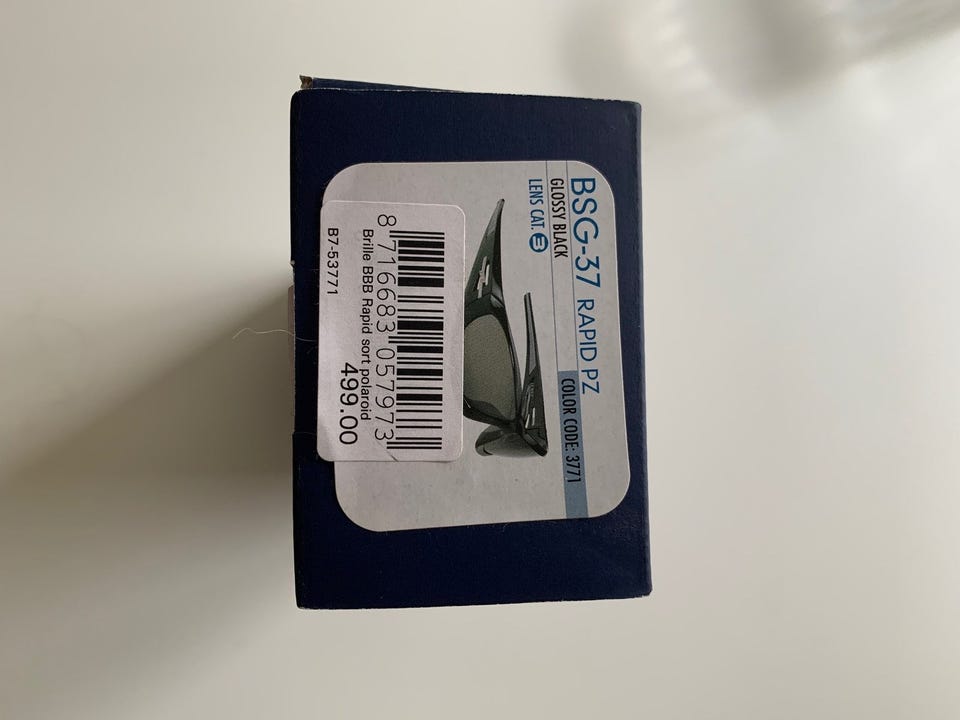 BSG-37 RAPID PZ
GLOSSY BLACK
COLOR CODE: 3771
LENS CAT. 3
8 716683 057973
Brille BBB Rapid sort polaroid
499.00
B7-53771